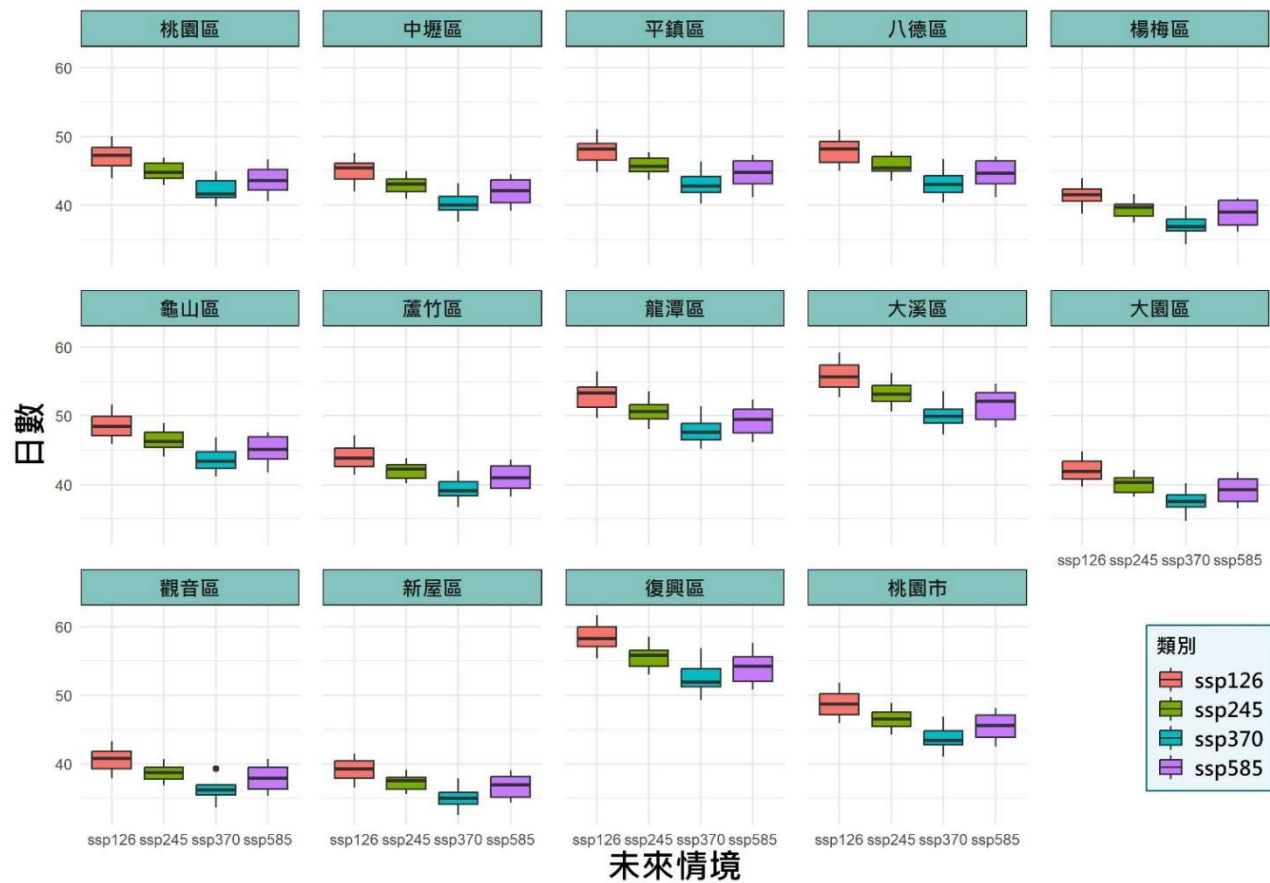 桃園區 中壢區 平鎮區 八德區 楊梅區
60
50
40
龜山區 蘆竹區 龍潭區 大溪區 大園區
60
50
40
ssp126 ssp245 ssp370 ssp585
觀音區 新屋區 復興區 桃園市
60
50
40
ssp126 ssp245 ssp370 ssp585 ssp126 ssp245 ssp370 ssp585 ssp126 ssp245 ssp370 ssp585 ssp126 ssp245 ssp370 ssp585
日數
未來情境
類別
ssp126
ssp245
ssp370
ssp585